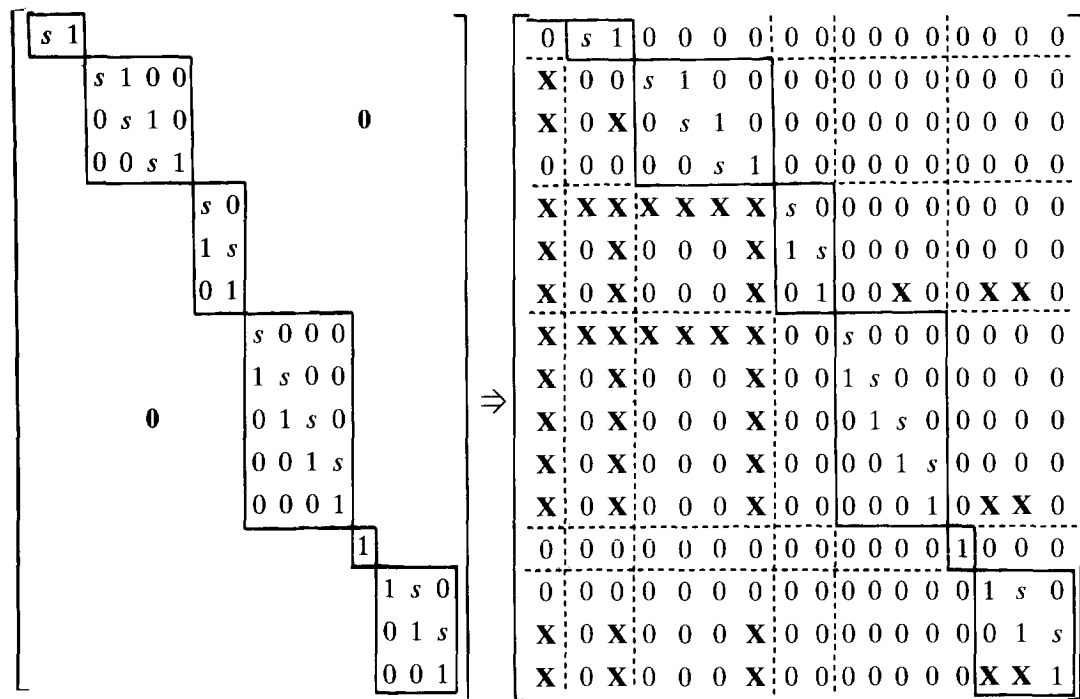 s 1
s 1 0 0
0 s 1 0
0 0 s 1
0
s 0
1 s
0 1
s 0 0 0
1 s 0 0
0 1 s 0
0 0 1 s
0 0 0 1
0
1
1 s 0
0 1 s
0 0 1
⇒
0 s 1 0 0 0 0 0 0 0 0 0 0 0 0 0 0
X 0 0 s 1 0 0 0 0 0 0 0 0 0 0 0 0
X 0 X 0 s 1 0 0 0 0 0 0 0 0 0 0 0
0 0 0 0 0 s 1 0 0 0 0 0 0 0 0 0 0
X X X X X X X s 0 0 0 0 0 0 0 0 0
X 0 X 0 0 0 X 1 s 0 0 0 0 0 0 0 0
X 0 X 0 0 0 X 0 1 0 0 X 0 0 X X 0
X X X X X X X 0 0 s 0 0 0 0 0 0 0
X 0 X 0 0 0 X 0 0 1 s 0 0 0 0 0 0
X 0 X 0 0 0 X 0 0 0 1 s 0 0 0 0 0
X 0 X 0 0 0 X 0 0 0 0 1 s 0 0 0 0
X 0 X 0 0 0 X 0 0 0 0 0 1 0 X X 0
0 0 0 0 0 0 0 0 0 0 0 0 0 1 0 0 0
0 0 0 0 0 0 0 0 0 0 0 0 0 0 1 s 0
X 0 X 0 0 0 X 0 0 0 0 0 0 0 0 1 s
X 0 X 0 0 0 X 0 0 0 0 0 0 0 X X 1